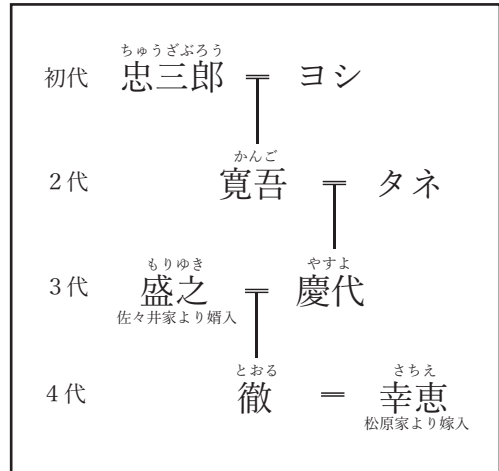 ちゅうざぶろう
初代 忠三郎 ヨシ
かんご
2代 寛吾 タネ
もりゆき やすよ
3代 盛之 慶代
佐々井家より婿入
とおる さちえ
4代 徹 幸恵
松原家より嫁入